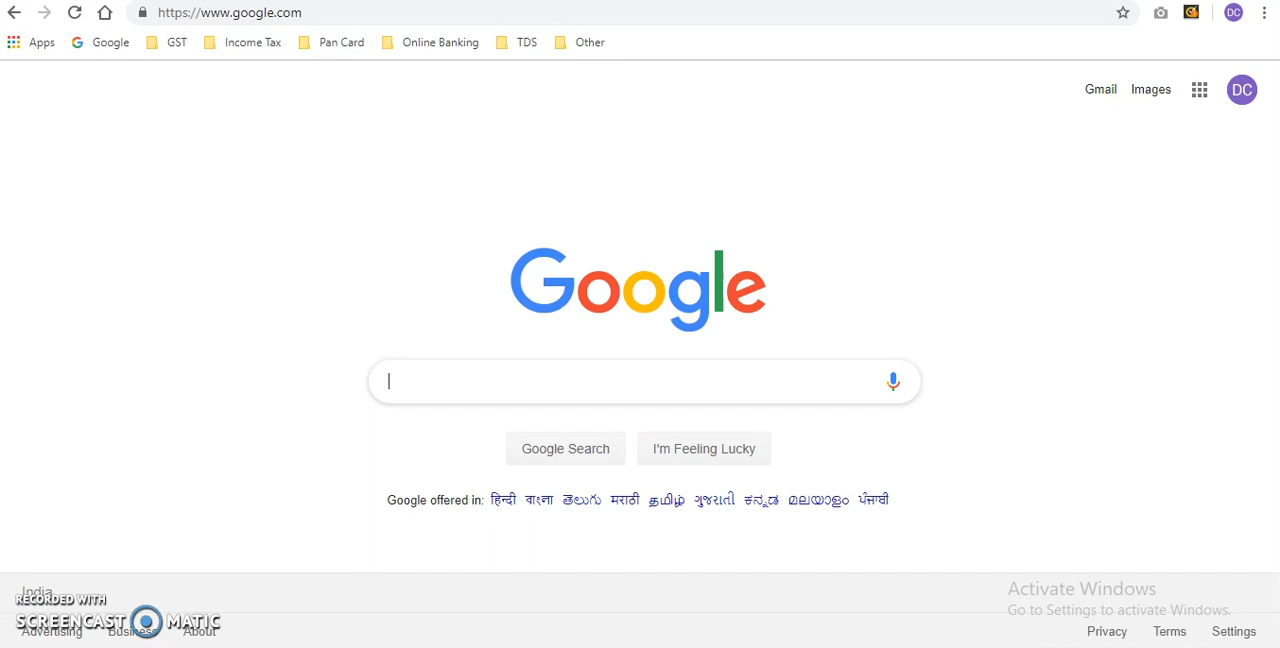 https://www.google.com
DC
Apps Google GST Income Tax Pan Card Online Banking TDS Other
Gmail Images DC
Google
Google Search I'm Feeling Lucky
Google offered in: हिन्दी বাংলা తెలుగు मराठी தமிழ் ગુજરાતી ಕನ್ನಡ മലയാളം ਪੰਜਾਬੀ
India
RECORDED WITH
SCREENCAST MATIC
Activate Windows
Go to Settings to activate Windows.
Advertising Business About
Privacy Terms Settings